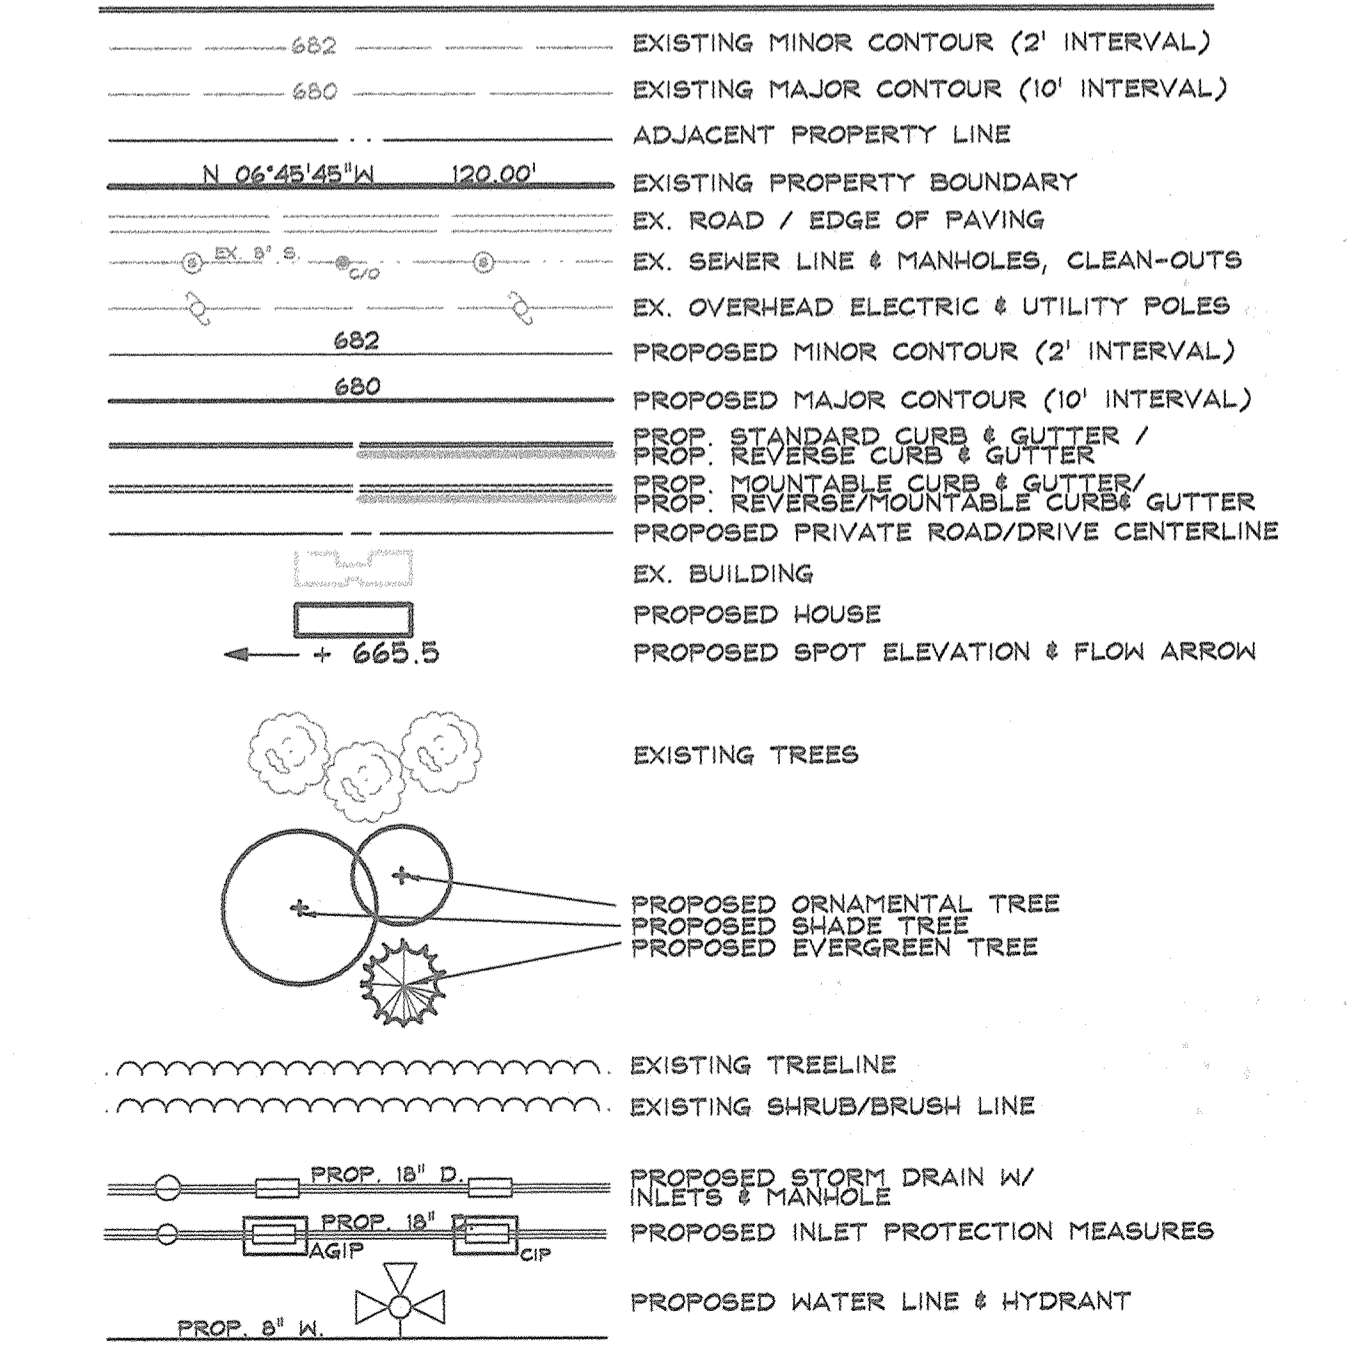 682 EXISTING MINOR CONTOUR (2' INTERVAL)
680 EXISTING MAJOR CONTOUR (10' INTERVAL)
ADJACENT PROPERTY LINE
N 06°45'45"W 120.00' EXISTING PROPERTY BOUNDARY
EX. ROAD / EDGE OF PAVING
S EX. 8" S. C/O S EX. SEWER LINE & MANHOLES, CLEAN-OUTS
EX. OVERHEAD ELECTRIC & UTILITY POLES
682 PROPOSED MINOR CONTOUR (2' INTERVAL)
680 PROPOSED MAJOR CONTOUR (10' INTERVAL)
PROP. STANDARD CURB & GUTTER /
PROP. REVERSE CURB & GUTTER
PROP. MOUNTABLE CURB & GUTTER/
PROP. REVERSE/MOUNTABLE CURB& GUTTER
PROPOSED PRIVATE ROAD/DRIVE CENTERLINE
EX. BUILDING
PROPOSED HOUSE
+ 665.5 PROPOSED SPOT ELEVATION & FLOW ARROW
EXISTING TREES
PROPOSED ORNAMENTAL TREE
PROPOSED SHADE TREE
PROPOSED EVERGREEN TREE
EXISTING TREELINE
EXISTING SHRUB/BRUSH LINE
PROP. 18" D. PROPOSED STORM DRAIN W/
INLETS & MANHOLE
PROP. 18" PROPOSED INLET PROTECTION MEASURES
AGIP CIP
PROPOSED WATER LINE & HYDRANT
PROP. 8" W.